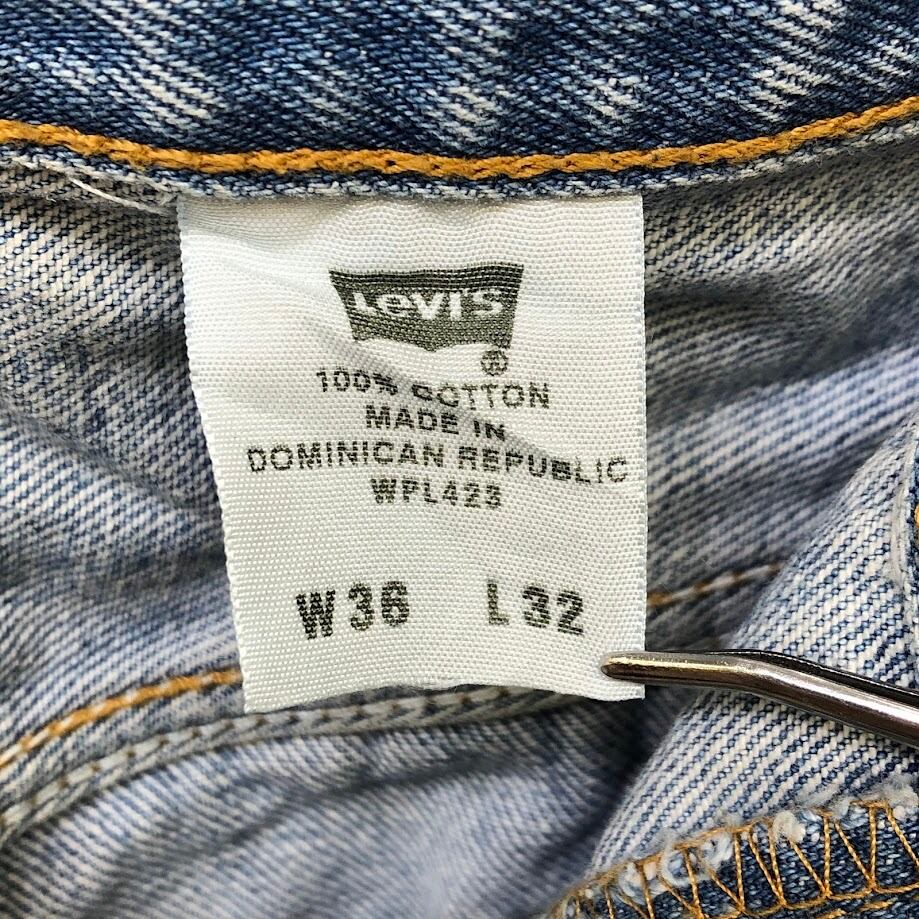 Levi's
®
100% COTTON
MADE IN
DOMINICAN REPUBLIC
WPL423
W36 L32